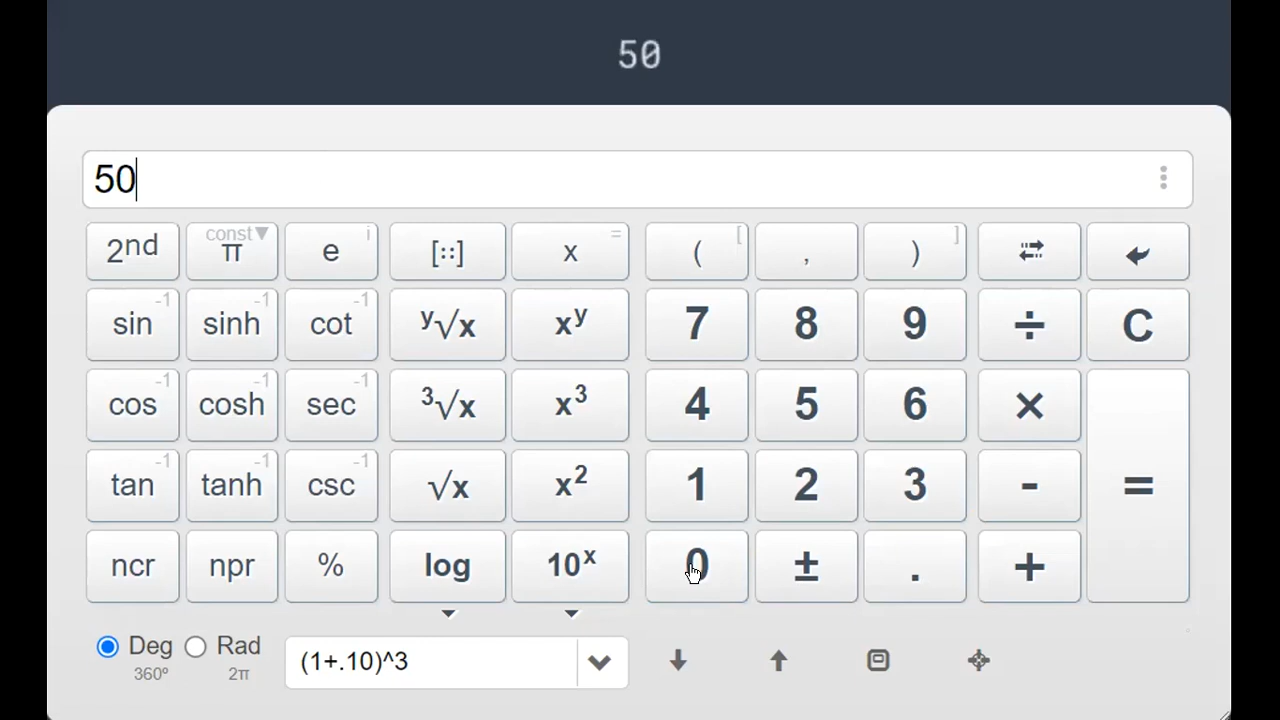 50
50
2nd const▼ π e i [::] x = ( [ , ) ]
sin -1 sinh -1 cot -1 ʸ√x xʸ 7 8 9 ÷ C
cos -1 cosh -1 sec -1 ³√x x³ 4 5 6 ×
tan -1 tanh -1 csc -1 √x x² 1 2 3 - =
ncr npr % log 10ˣ 0 ± . +
Deg Rad (1+.10)^3
360º 2π